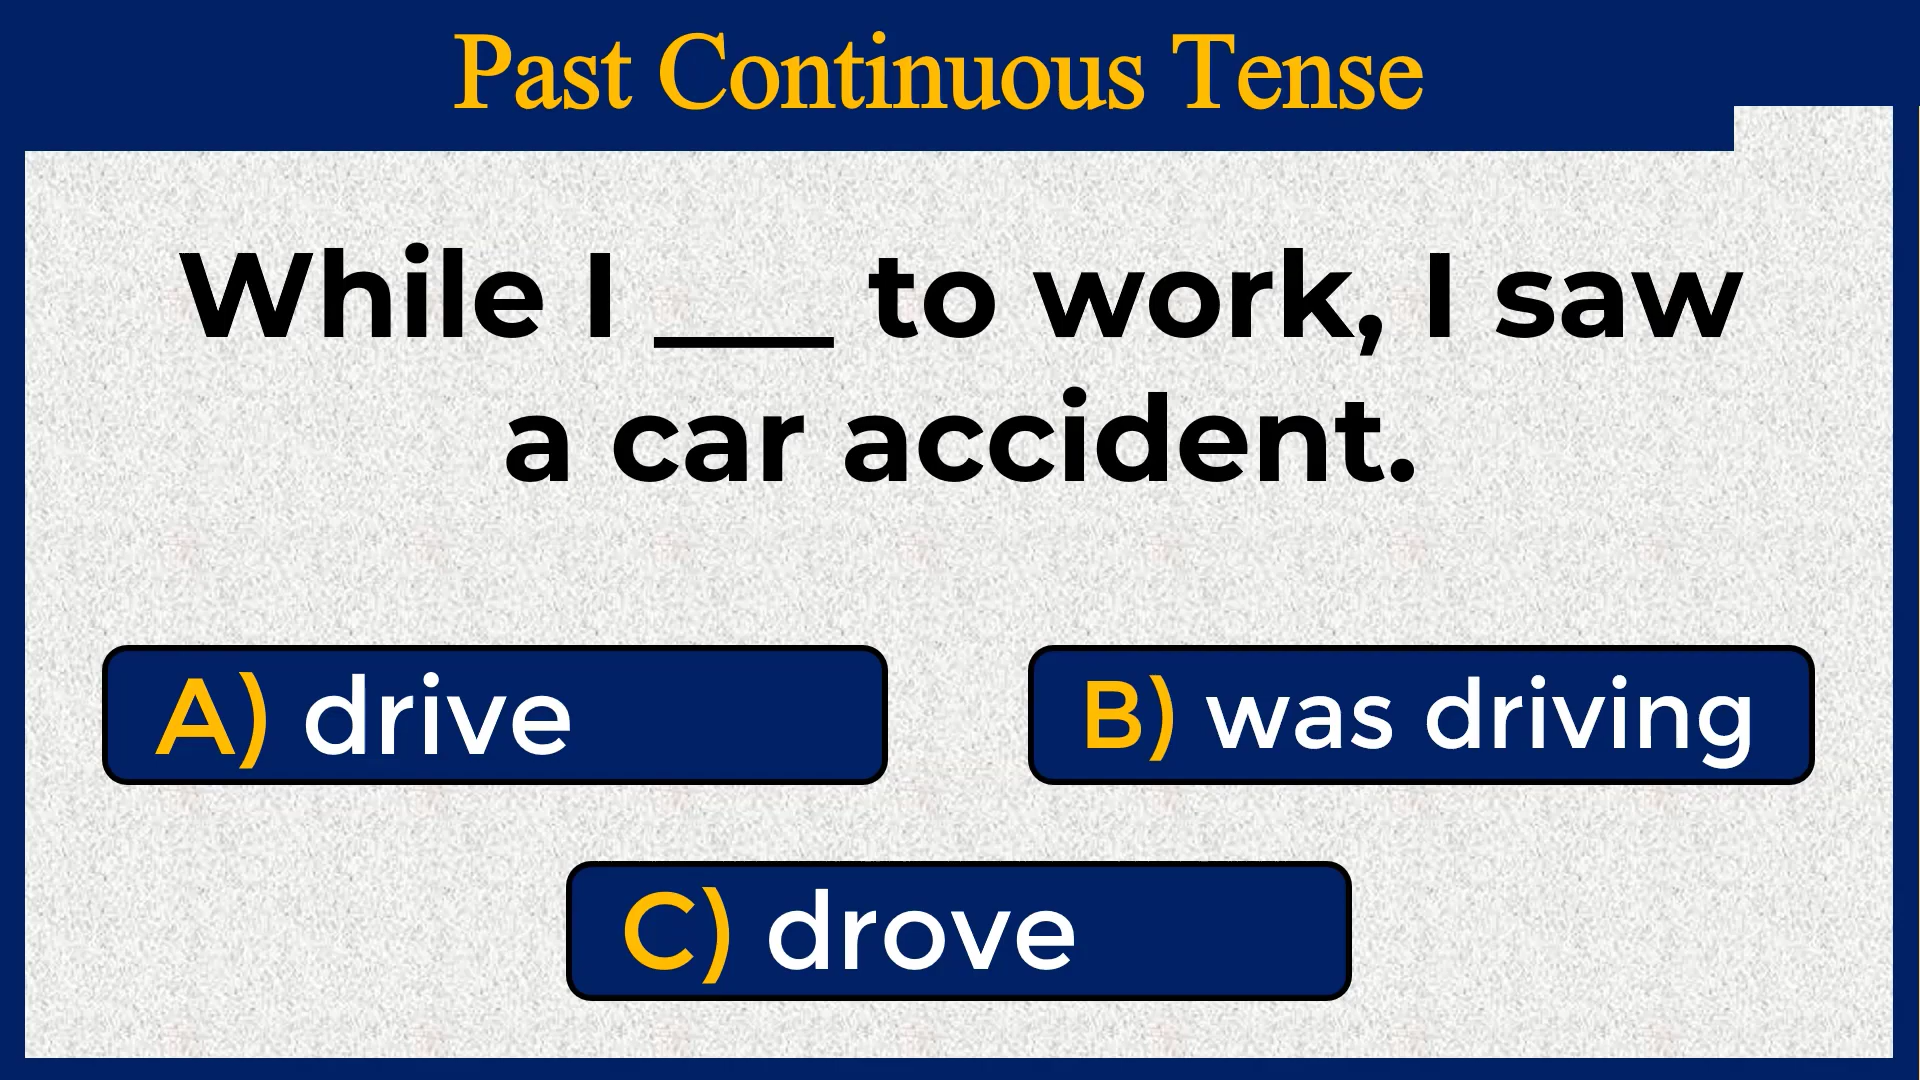 Past Continuous Tense
While I ___ to work, I saw
a car accident.
A) drive
B) was driving
C) drove